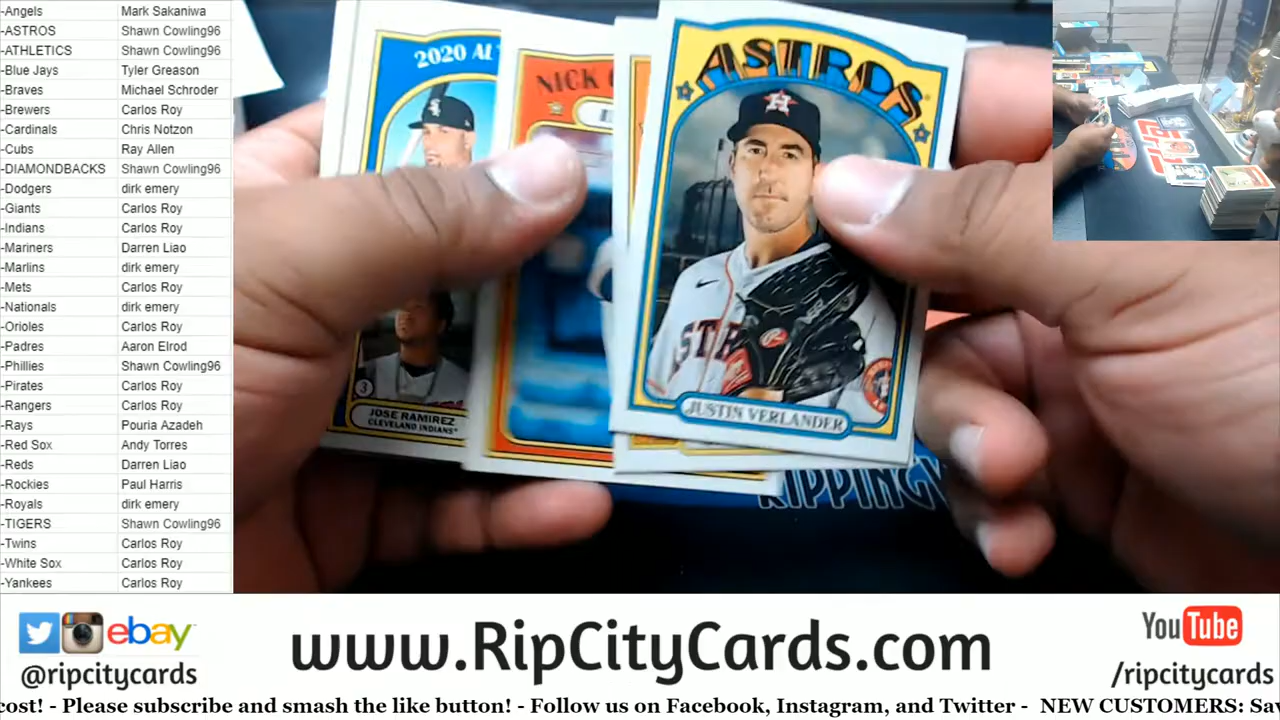 -Angels Mark Sakaniwa
-ASTROS Shawn Cowling96
-ATHLETICS Shawn Cowling96
-Blue Jays Tyler Greason
-Braves Michael Schroder
-Brewers Carlos Roy
-Cardinals Chris Notzon
-Cubs Ray Allen
-DIAMONDBACKS Shawn Cowling96
-Dodgers dirk emery
-Giants Carlos Roy
-Indians Carlos Roy
-Mariners Darren Liao
-Marlins dirk emery
-Mets Carlos Roy
-Nationals dirk emery
-Orioles Carlos Roy
-Padres Aaron Elrod
-Phillies Shawn Cowling96
-Pirates Carlos Roy
-Rangers Carlos Roy
-Rays Pouria Azadeh
-Red Sox Andy Torres
-Reds Darren Liao
-Rockies Paul Harris
-Royals dirk emery
-TIGERS Shawn Cowling96
-Twins Carlos Roy
-White Sox Carlos Roy
-Yankees Carlos Roy
2020 AL
NICK
ASTROS
H
3
JOSE RAMIREZ
CLEVELAND INDIANS
JUSTIN VERLANDER
RIPPING
ebay
@ripcitycards
www.RipCityCards.com
YouTube
/ripcitycards
cost! - Please subscribe and smash the like button! - Follow us on Facebook, Instagram, and Twitter - NEW CUSTOMERS: Sav